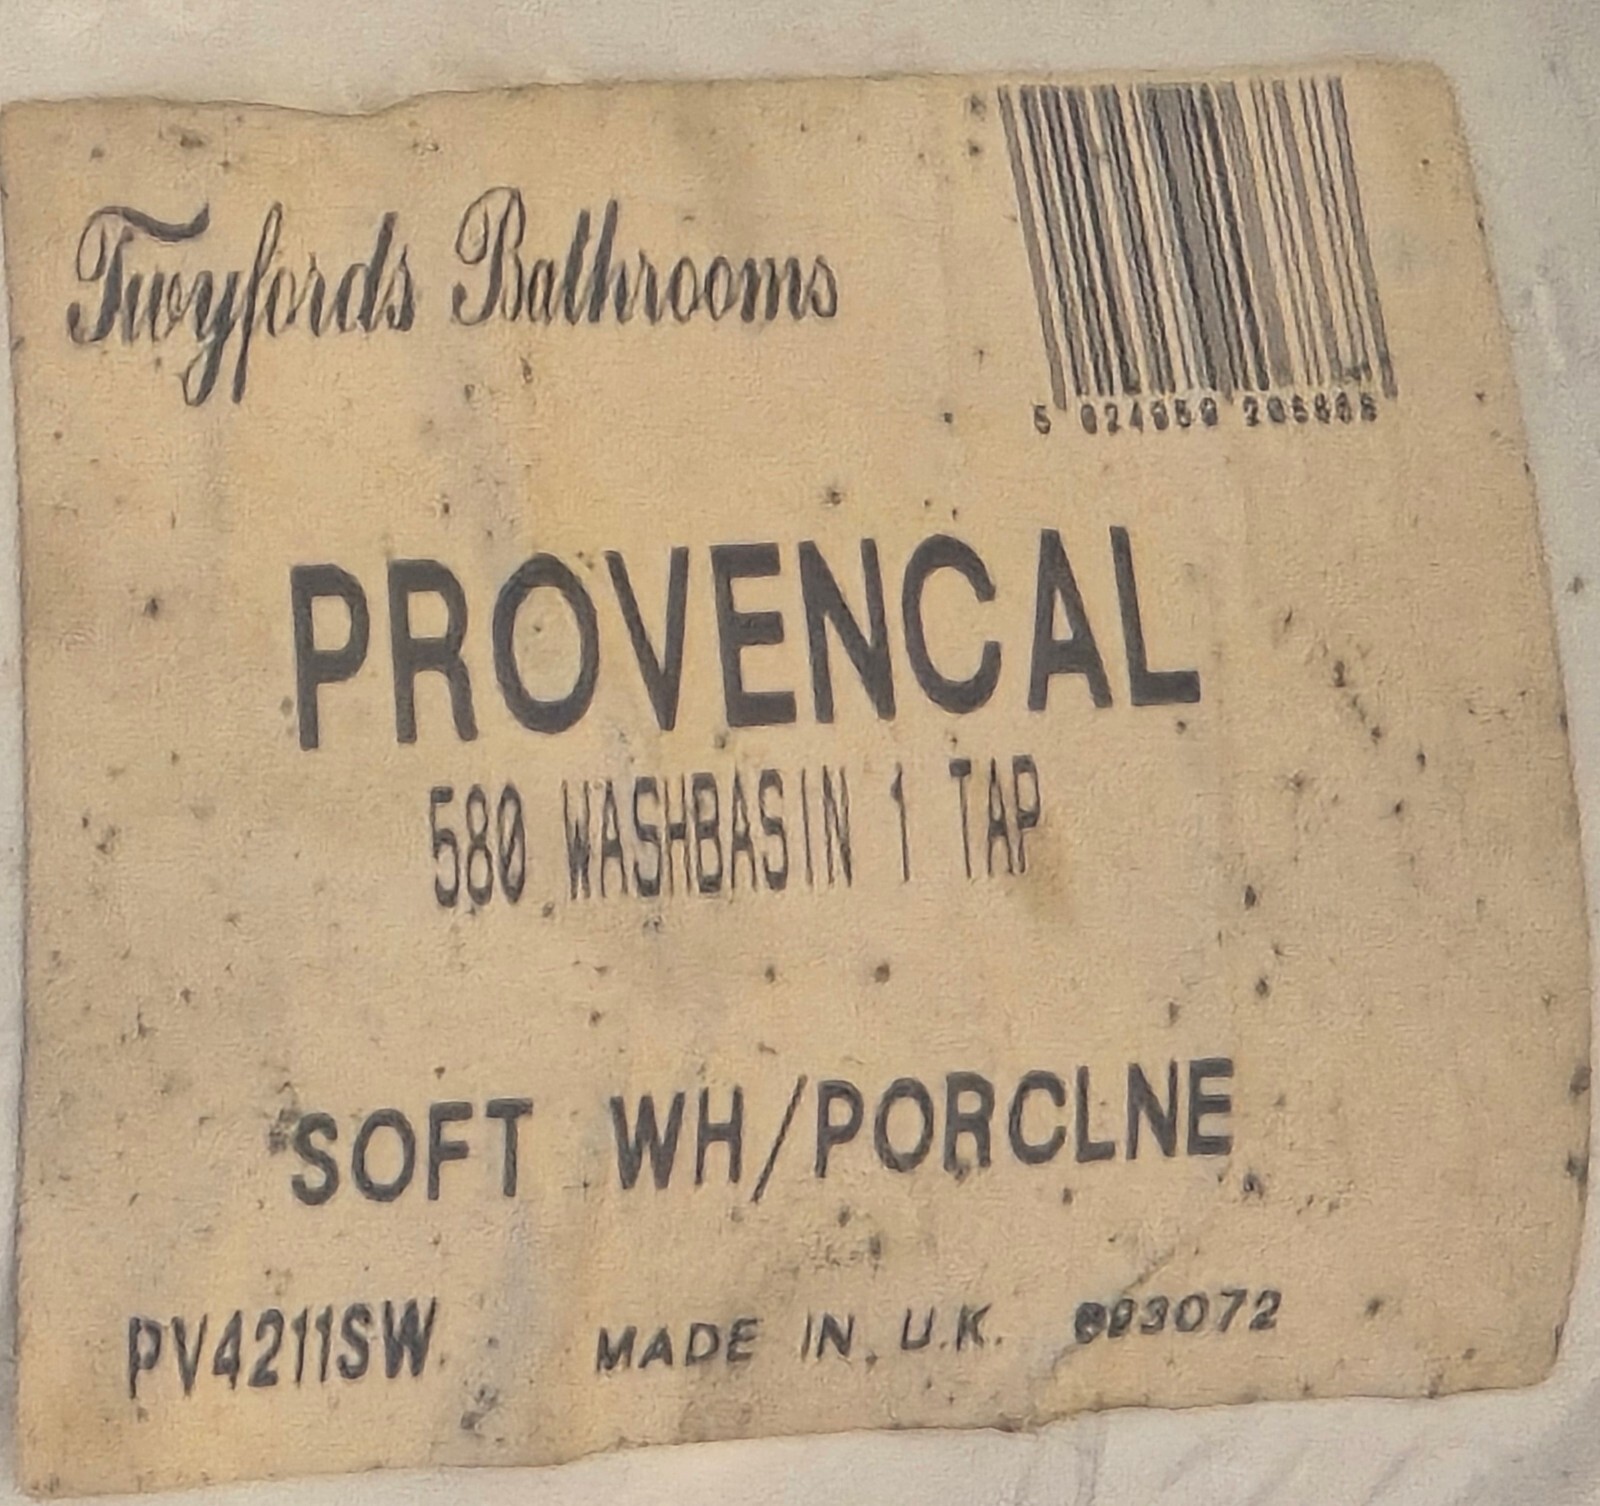 Twyfords Bathrooms
PROVENCAL
580 WASHBASIN 1 TAP
SOFT WH/PORCLNE
PV4211SW MADE IN U.K.